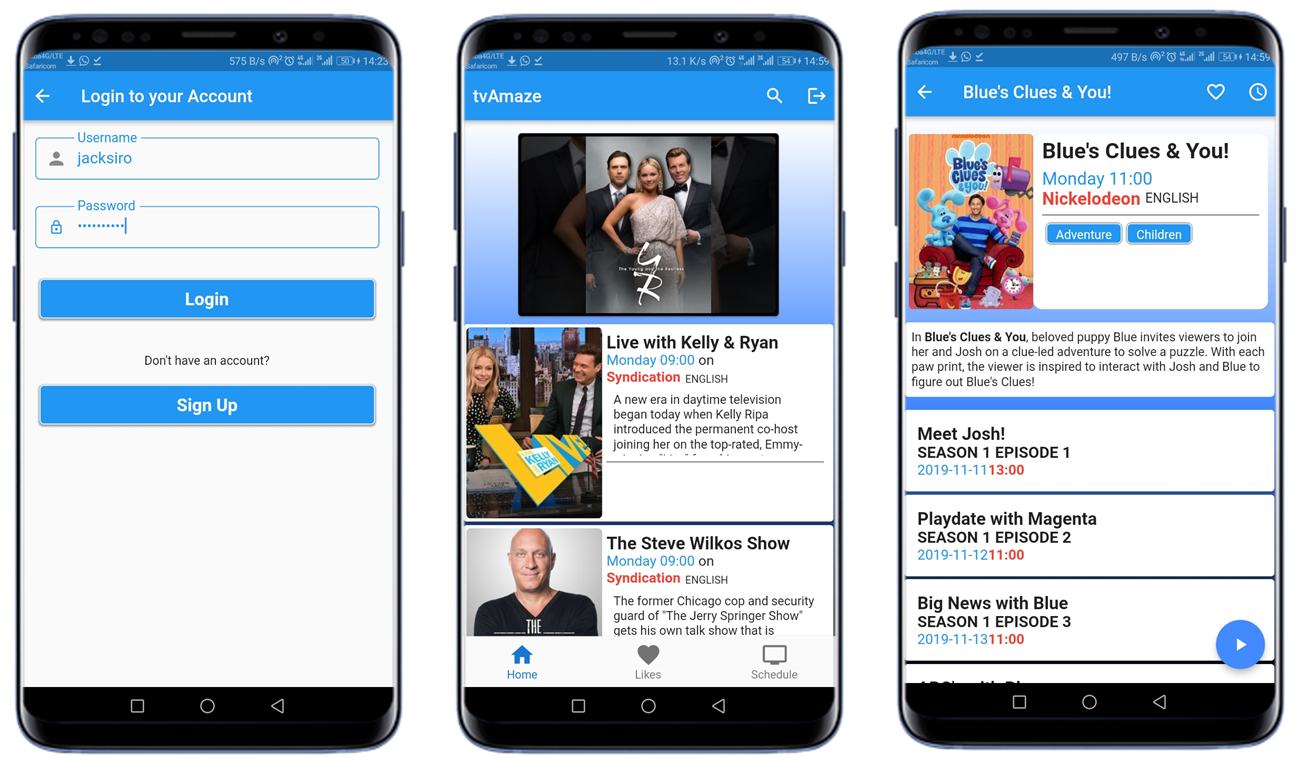 Safaricom
575 B/s
50
14:23
Login to your Account
Username
jacksiro
Password
••••••••••
Login
Don't have an account?
Sign Up
Safaricom
13.1 K/s
54
14:59
tvAmaze
The Young and the Restless
YR
LIVE
KELLY
RYAN
Live with Kelly & Ryan
Monday 09:00 on
Syndication ENGLISH
A new era in daytime television
began today when Kelly Ripa
introduced the permanent co-host
joining her on the top-rated, Emmy-
THE
The Steve Wilkos Show
Monday 09:00 on
Syndication ENGLISH
The former Chicago cop and security
guard of "The Jerry Springer Show"
gets his own talk show that is
Home
Likes
Schedule
Safaricom
497 B/s
54
14:59
Blue's Clues & You!
nickelodeon
Blue's
Clues
& YOU!
Blue's Clues & You!
Monday 11:00
Nickelodeon ENGLISH
Adventure
Children
In Blue's Clues & You, beloved puppy Blue invites viewers to join
her and Josh on a clue-led adventure to solve a puzzle. With each
paw print, the viewer is inspired to interact with Josh and Blue to
figure out Blue's Clues!
Meet Josh!
SEASON 1 EPISODE 1
2019-11-1113:00
Playdate with Magenta
SEASON 1 EPISODE 2
2019-11-1211:00
Big News with Blue
SEASON 1 EPISODE 3
2019-11-1311:00